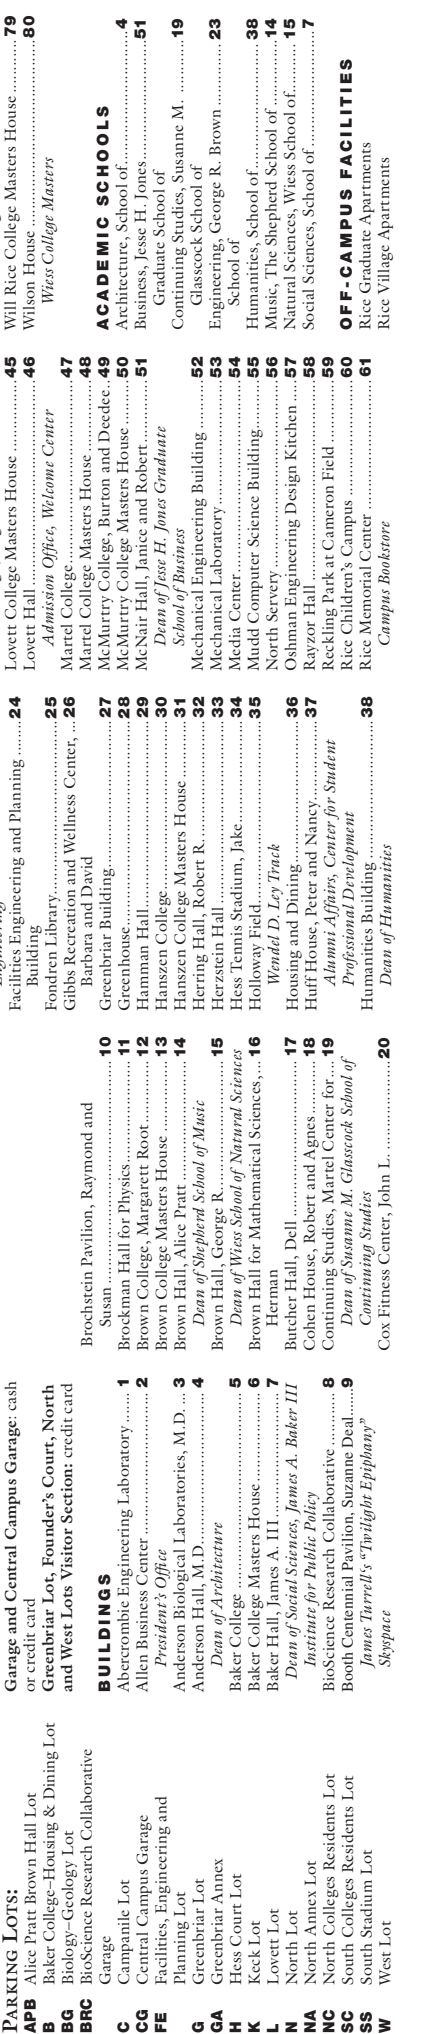 PARKING LOTS:
APB Alice Pratt Brown Hall Lot
B Baker College–Housing & Dining Lot
BG Biology–Geology Lot
BRC BioScience Research Collaborative
Garage
C Campanile Lot
CG Central Campus Garage
FE Facilities, Engineering and
Planning Lot
G Greenbriar Lot
GA Greenbriar Annex
H Hess Court Lot
K Keck Lot
L Lovett Lot
N North Lot
NA North Annex Lot
NC North Colleges Residents Lot
SC South Colleges Residents Lot
SS South Stadium Lot
W West Lot
Garage and Central Campus Garage: cash
or credit card
Greenbriar Lot, Founder's Court, North
and West Lots Visitor Section: credit card
BUILDINGS
Abercrombie Engineering Laboratory ....... 1
Allen Business Center .......................... 2
President's Office
Anderson Biological Laboratories, M.D. ... 3
Anderson Hall, M.D. .......................... 4
Dean of Architecture
Baker College .......................... 5
Baker College Masters House .......................... 6
Baker Hall, James A. III .......................... 7
Dean of Social Sciences, James A. Baker III
Institute for Public Policy
BioScience Research Collaborative .......... 8
Booth Centennial Pavilion, Suzanne Deal ...... 9
James Turrell's "Twilight Epiphany"
Skyspace
Brochstein Pavilion, Raymond and
Susan .......................... 10
Brockman Hall for Physics .......................... 11
Brown College, Margarett Root .......................... 12
Brown College Masters House .......................... 13
Brown Hall, Alice Pratt .......................... 14
Dean of Shepherd School of Music
Brown Hall, George R. .......................... 15
Dean of Wiess School of Natural Sciences
Brown Hall for Mathematical Sciences, .. 16
Herman
Butcher Hall, Dell .......................... 17
Cohen House, Robert and Agnes .......... 18
Continuing Studies, Martel Center for .... 19
Dean of Susanne M. Glasscock School of
Continuing Studies
Cox Fitness Center, John L. .......................... 20
Facilities Engineering and Planning ....... 24
Building
Fondren Library .......................... 25
Gibbs Recreation and Wellness Center, .. 26
Barbara and David
Greenbriar Building .......................... 27
Greenhouse .......................... 28
Hamman Hall .......................... 29
Hanszen College .......................... 30
Hanszen College Masters House .......................... 31
Herring Hall, Robert R. .......................... 32
Herzstein Hall .......................... 33
Hess Tennis Stadium, Jake .......................... 34
Holloway Field .......................... 35
Wendel D. Ley Track
Housing and Dining .......................... 36
Huff House, Peter and Nancy .......................... 37
Alumni Affairs, Center for Student
Professional Development
Humanities Building .......................... 38
Dean of Humanities
Lovett College Masters House .......................... 45
Lovett Hall .......................... 46
Admission Office, Welcome Center
Martel College .......................... 47
Martel College Masters House .......................... 48
McMurtry College, Burton and Deedee .. 49
McMurtry College Masters House .......... 50
McNair Hall, Janice and Robert .......................... 51
Dean of Jesse H. Jones Graduate
School of Business
Mechanical Engineering Building .......... 52
Mechanical Laboratory .......................... 53
Media Center .......................... 54
Mudd Computer Science Building .......................... 55
North Servery .......................... 56
Oshman Engineering Design Kitchen ..... 57
Rayzor Hall .......................... 58
Reckling Park at Cameron Field .......................... 59
Rice Children's Campus .......................... 60
Rice Memorial Center .......................... 61
Campus Bookstore
Will Rice College Masters House .......................... 79
Wilson House .......................... 80
Wiess College Masters
ACADEMIC SCHOOLS
Architecture, School of .......................... 4
Business, Jesse H. Jones .......................... 51
Graduate School of
Continuing Studies, Susanne M. .......................... 19
Glasscock School of
Engineering, George R. Brown .......................... 23
School of
Humanities, School of .......................... 38
Music, The Shepherd School of .......................... 14
Natural Sciences, Wiess School of .......................... 15
Social Sciences, School of .......................... 7
OFF-CAMPUS FACILITIES
Rice Graduate Apartments
Rice Village Apartments